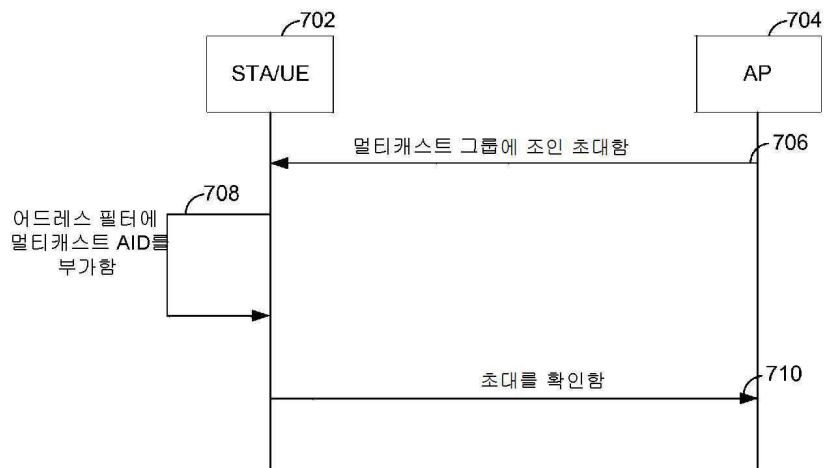 702
704
STA/UE
AP
멀티캐스트 그룹에 조인 초대함
706
708
어드레스 필터에
멀티캐스트 AID를
부가함
초대를 확인함
710